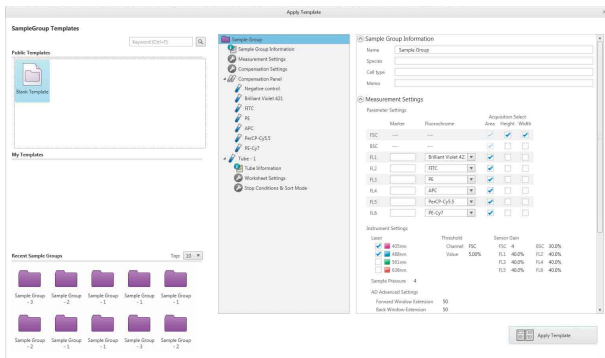 Apply Template
SampleGroup Templates
Keyword (Ctrl+F)
Public Templates
Blank Template
My Templates
Recent Sample Groups
Top: 10
Sample Group - 3
Sample Group - 2
Sample Group - 1
Sample Group - 1
Sample Group - 2
Sample Group - 2
Sample Group - 1
Sample Group - 1
Sample Group - 3
Sample Group - 2
Sample Group
Sample Group Information
Measurement Settings
Compensation Settings
Compensation Panel
Negative control
Brilliant Violet 421
FITC
PE
APC
PerCP-Cy5.5
PE-Cy7
Tube - 1
Tube Information
Worksheet Settings
Stop Conditions & Sort Mode
Sample Group Information
Name Sample Group
Species
Cell type
Memo
Measurement Settings
Parameter Settings
Acquisition Select
Marker Fluorochrome Area Height Width
FSC --- ---
BSC --- ---
FL1 Brilliant Violet 42
FL2 FITC
FL3 PE
FL4 APC
FL5 PerCP-Cy5.5
FL6 PE-Cy7
Instrument Settings
Laser Threshold Sensor Gain
405nm Channel FSC FSC 4 BSC 30.0%
488nm Value 5.00% FL1 40.0% FL2 40.0%
561nm FL3 40.0% FL4 40.0%
638nm FL5 40.0% FL6 40.0%
Sample Pressure 4
AD Advanced Settings
Forward Window Extension 50
Back Window Extension 50
Apply Template